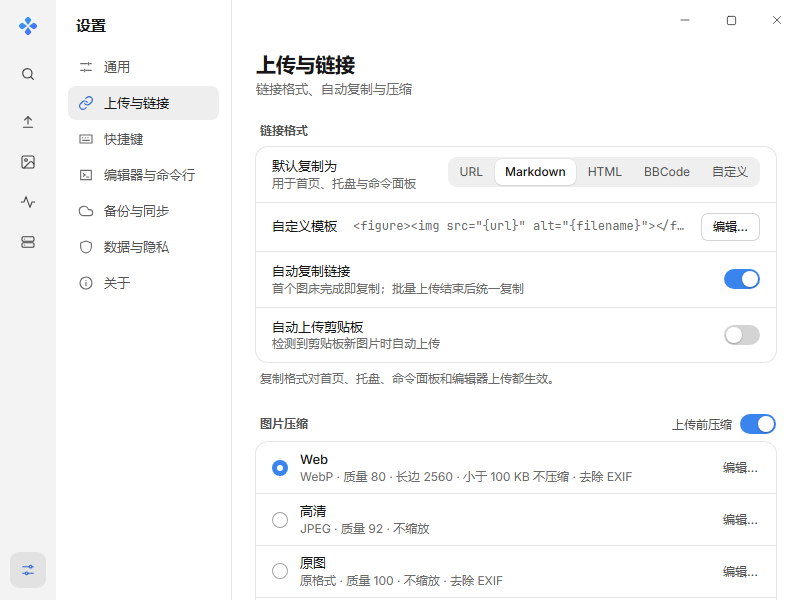 设置
通用
上传与链接
快捷键
编辑器与命令行
备份与同步
数据与隐私
关于
上传与链接
链接格式、自动复制与压缩
链接格式
默认复制为
用于首页、托盘与命令面板
URL Markdown HTML BBCode 自定义
自定义模板 <figure><img src="{url}" alt="{filename}"></f… 编辑...
自动复制链接
首个图床完成即复制；批量上传结束后统一复制
自动上传剪贴板
检测到剪贴板新图片时自动上传
复制格式对首页、托盘、命令面板和编辑器上传都生效。
图片压缩 上传前压缩
Web
WebP · 质量 80 · 长边 2560 · 小于 100 KB 不压缩 · 去除 EXIF
编辑...
高清
JPEG · 质量 92 · 不缩放
编辑...
原图
原格式 · 质量 100 · 不缩放 · 去除 EXIF
编辑...